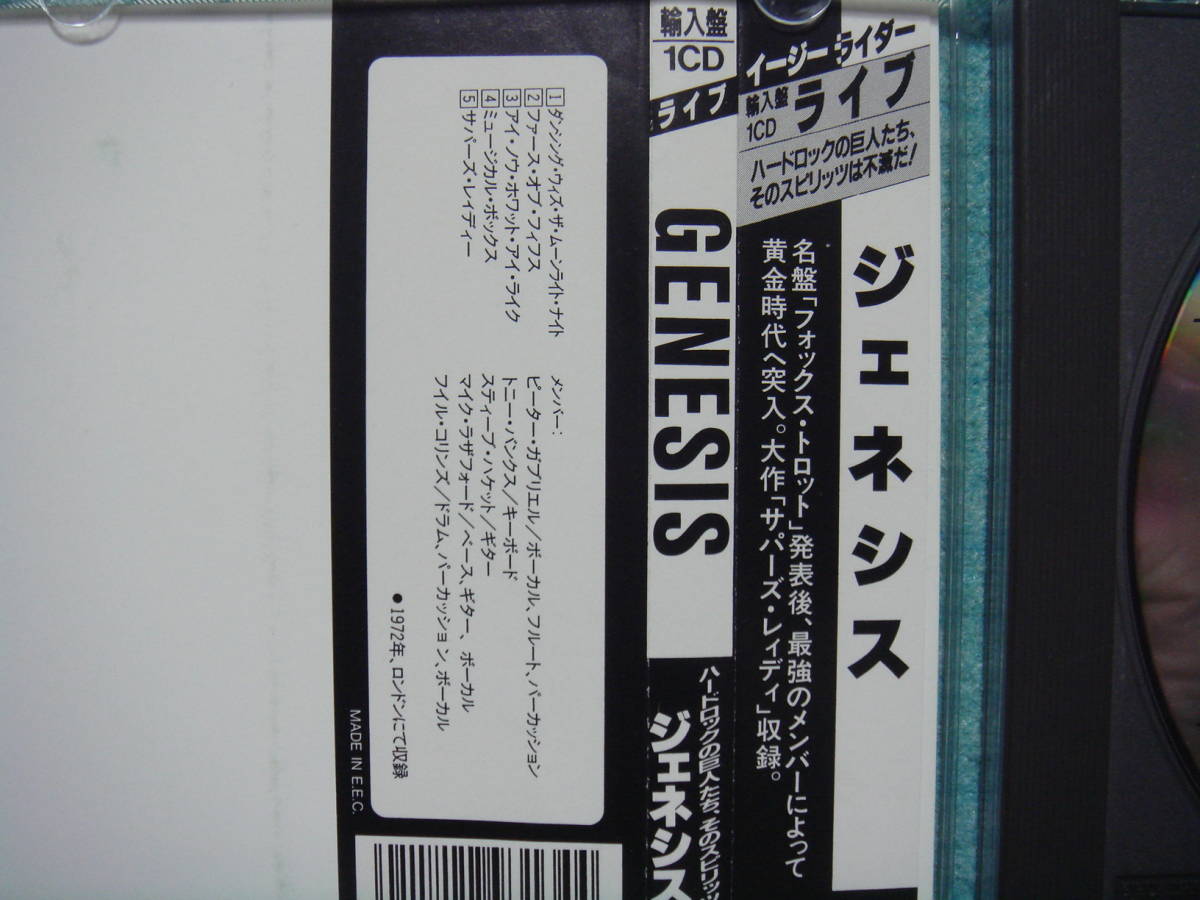 イージーライダー
輸入盤
1CD
ライブ
ハードロックの巨人たち、
そのスピリッツは不滅だ!
ジェネシス
名盤「フォックス・トロット」発表後、最強のメンバーによって
黄金時代へ突入。大作「サパーズ・レィディ」収録。
輸入盤
1CD
ライブ
GENESIS
ハードロックの巨人たち、そのスピリッツ
ジェネシス
1 ダンシング・ウィズ・ザ・ムーンライト・ナイト
2 ファース・オブ・フィフス
3 アイ・ノウ・ホワット・アイ・ライク
4 ミュージカル・ボックス
5 サパーズ・レイディー
メンバー:
ピーター・ガブリエル/ボーカル、フルート、パーカッション
トニー・バンクス/キーボード
スティーブ・ハケット/ギター
マイク・ラザフォード/ベース、ギター、ボーカル
フイル・コリンズ/ドラム、パーカッション、ボーカル
●1972年、ロンドンにて収録
MADE IN E.E.C.